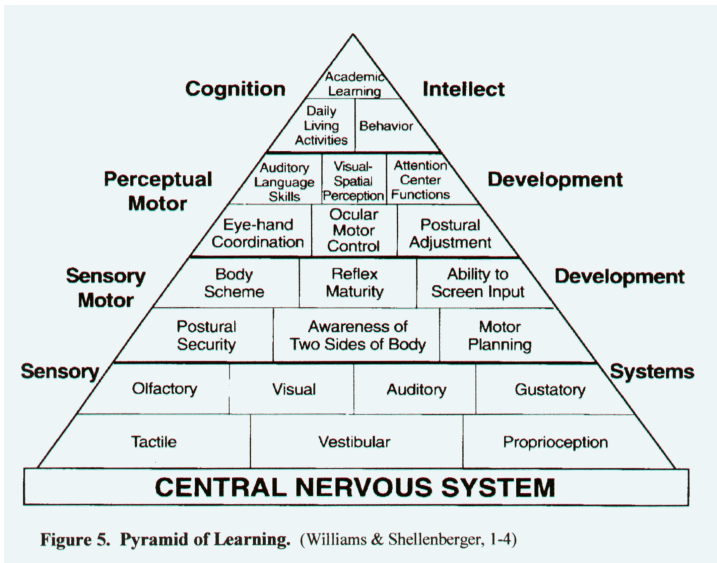 Academic
Learning
Cognition
Intellect
Daily
Living
Activities
Behavior
Auditory
Language
Skills
Visual-
Spatial
Perception
Attention
Center
Functions
Perceptual
Motor
Development
Eye-hand
Coordination
Ocular
Motor
Control
Postural
Adjustment
Sensory
Motor
Development
Body
Scheme
Reflex
Maturity
Ability to
Screen Input
Postural
Security
Awareness of
Two Sides of Body
Motor
Planning
Sensory
Systems
Olfactory
Visual
Auditory
Gustatory
Tactile
Vestibular
Proprioception
CENTRAL NERVOUS SYSTEM
Figure 5. Pyramid of Learning. (Williams & Shellenberger, 1-4)